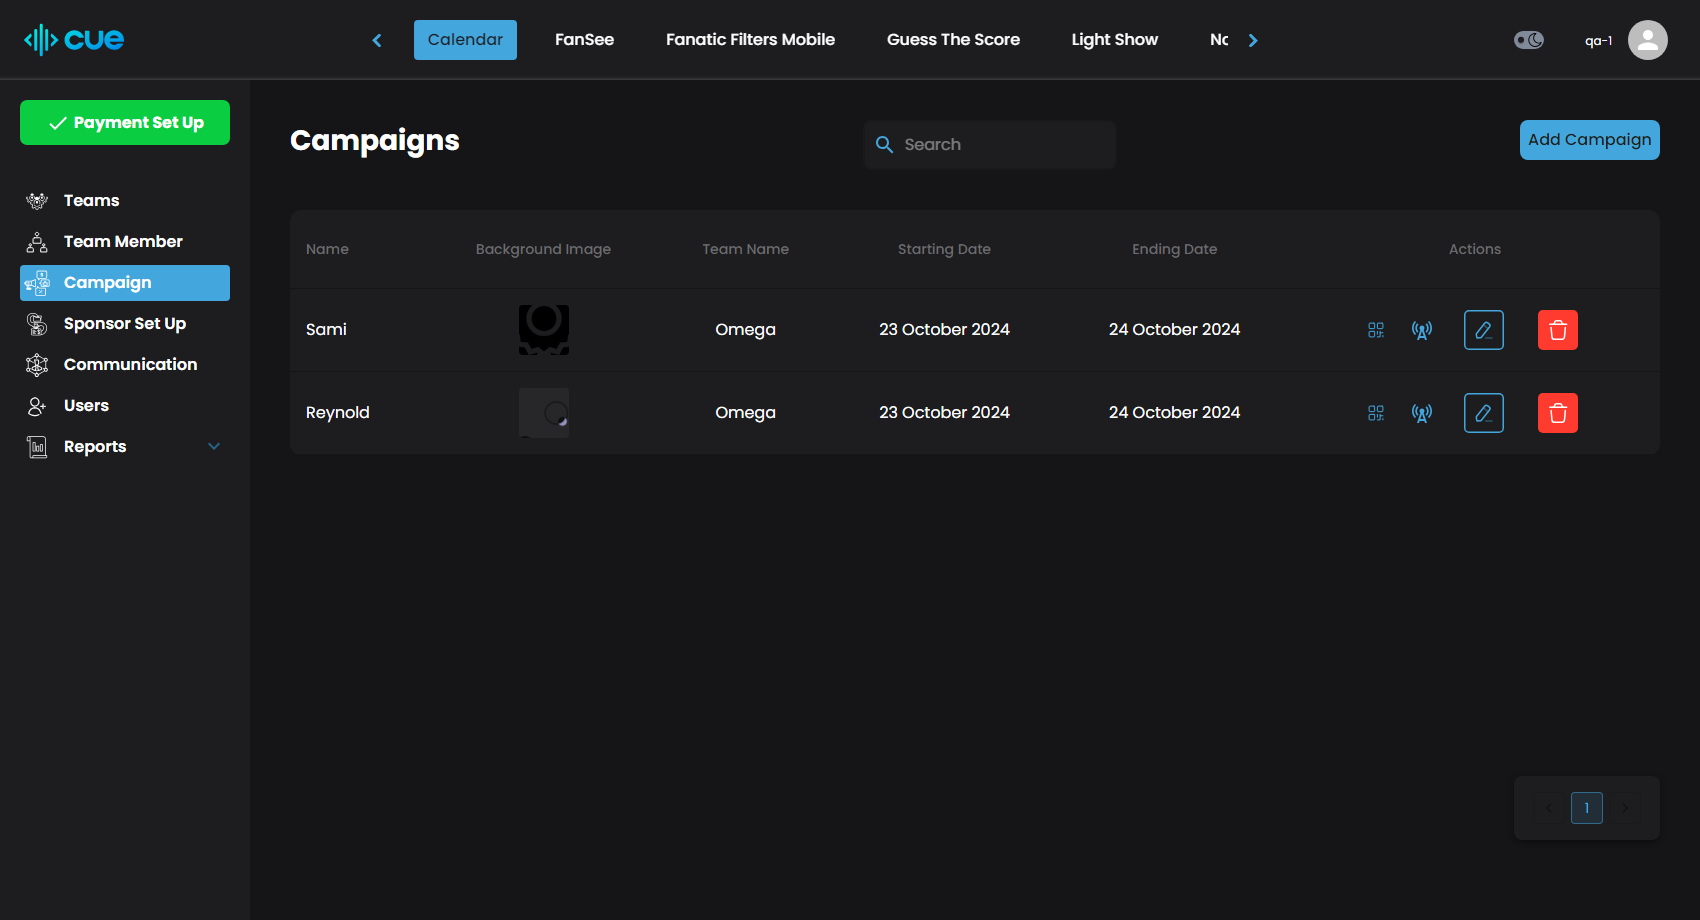 cue
Calendar
FanSee
Fanatic Filters Mobile
Guess The Score
Light Show
qa-1
Payment Set Up
Teams
Team Member
Campaign
Sponsor Set Up
Communication
Users
Reports
Campaigns
Search
Add Campaign
Name Background Image Team Name Starting Date Ending Date Actions
Sami Omega 23 October 2024 24 October 2024
Reynold Omega 23 October 2024 24 October 2024
1